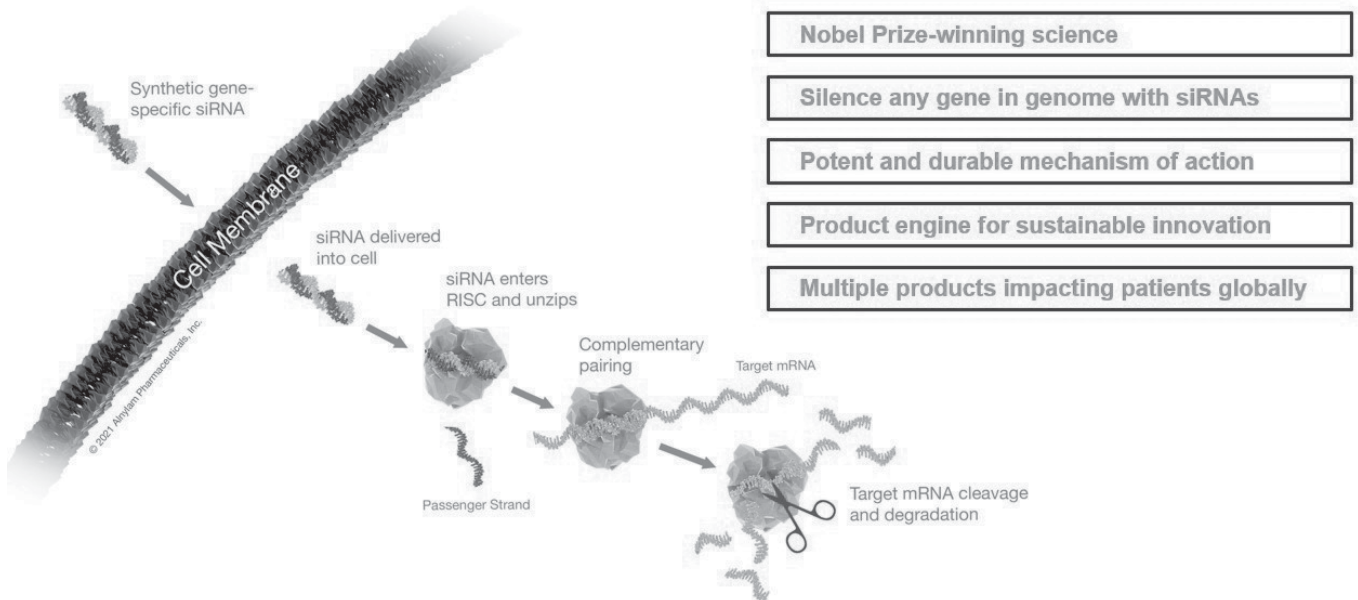 Nobel Prize-winning science
Silence any gene in genome with siRNAs
Potent and durable mechanism of action
Product engine for sustainable innovation
Multiple products impacting patients globally
Synthetic gene-
specific siRNA
Cell Membrane
© 2021 Alnylam Pharmaceuticals, Inc.
siRNA delivered
into cell
siRNA enters
RISC and unzips
Passenger Strand
Complementary
pairing
Target mRNA
Target mRNA cleavage
and degradation